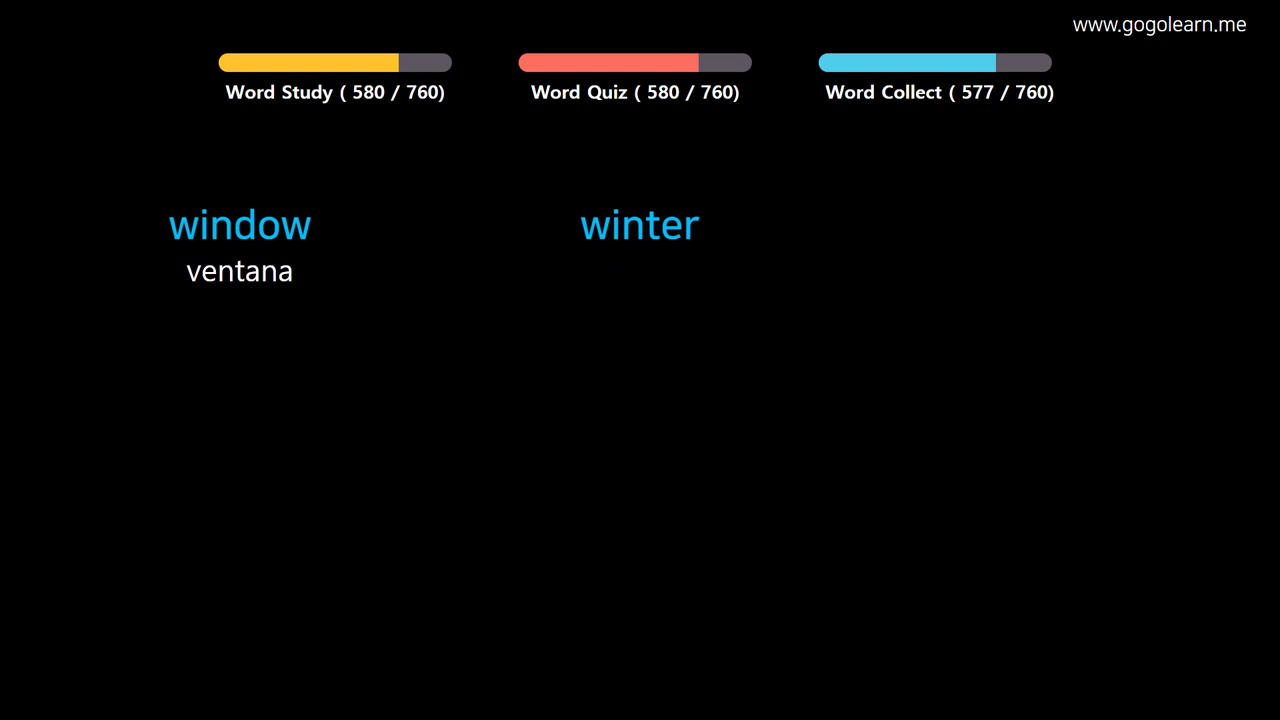 www.gogolearn.me
Word Study ( 580 / 760)
Word Quiz ( 580 / 760)
Word Collect ( 577 / 760)
window
winter
ventana